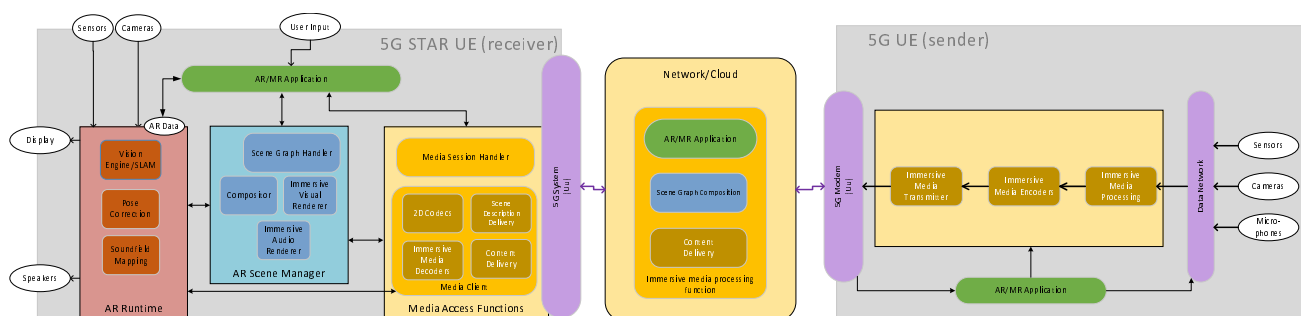 Sensors
Cameras
User Input
5G STAR UE (receiver)
AR/MR Application
AR Data
Display
Speakers
Vision
Engine/SLAM
Pose
Correction
Soundfield
Mapping
AR Runtime
Scene Graph Handler
Compositor
Immersive
Visual
Renderer
Immersive
Audio
Renderer
AR Scene Manager
Media Session Handler
2D Codecs
Scene
Description
Delivery
Immersive
Media
Decoders
Content
Delivery
Media Client
Media Access Functions
5G System
(Uu)
Network/Cloud
AR/MR Application
Scene Graph Composition
Content
Delivery
Immersive media processing
function
5G UE (sender)
5G Modem
(Uu)
Immersive
Media
Transmitter
Immersive
Media Encoders
Immersive
Media
Processing
AR/MR Application
Data Network
Sensors
Cameras
Micro-
phones